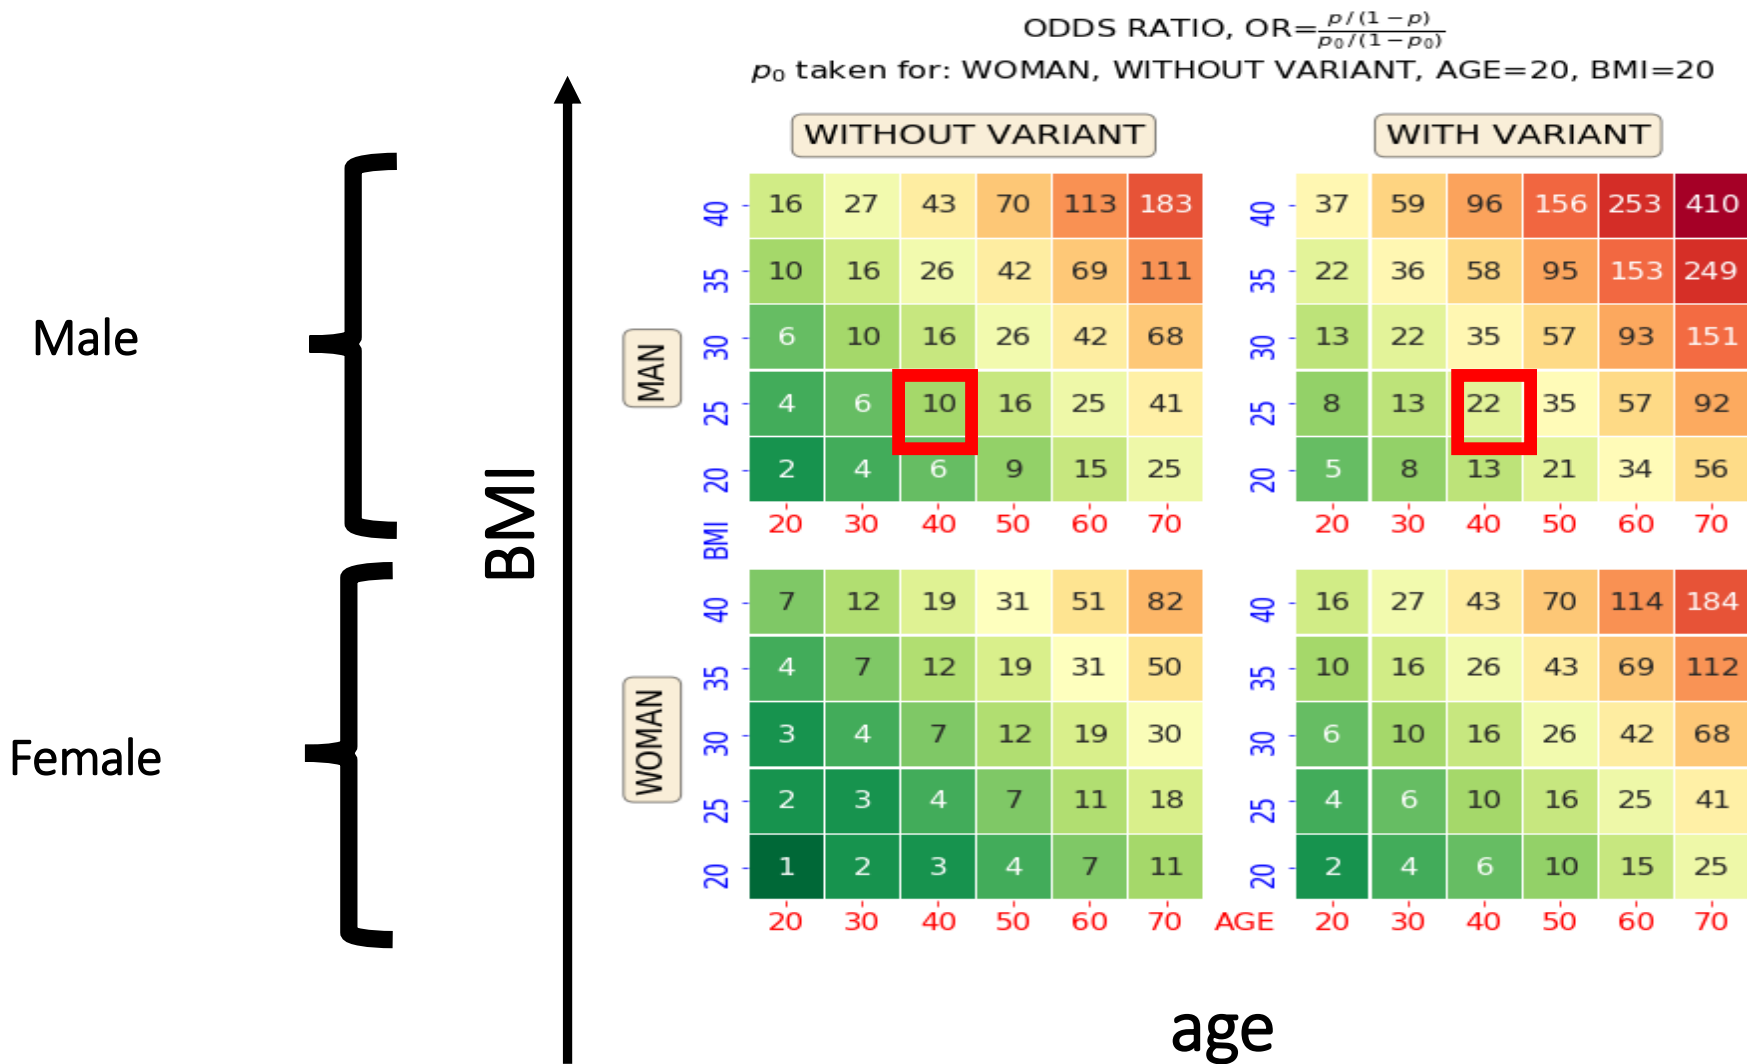 ODDS RATIO, OR=p/(1 − p)/p₀/(1 − p₀)
p₀ taken for: WOMAN, WITHOUT VARIANT, AGE=20, BMI=20
WITHOUT VARIANT WITH VARIANT
Male
Female
BMI
MAN
40 16 27 43 70 113 183 40 37 59 96 156 253 410
35 10 16 26 42 69 111 35 22 36 58 95 153 249
30 6 10 16 26 42 68 30 13 22 35 57 93 151
25 4 6 10 16 25 41 25 8 13 22 35 57 92
20 2 4 6 9 15 25 20 5 8 13 21 34 56
20 30 40 50 60 70 20 30 40 50 60 70
BMI
WOMAN
40 7 12 19 31 51 82 40 16 27 43 70 114 184
35 4 7 12 19 31 50 35 10 16 26 43 69 112
30 3 4 7 12 19 30 30 6 10 16 26 42 68
25 2 3 4 7 11 18 25 4 6 10 16 25 41
20 1 2 3 4 7 11 20 2 4 6 10 15 25
20 30 40 50 60 70 AGE 20 30 40 50 60 70
age